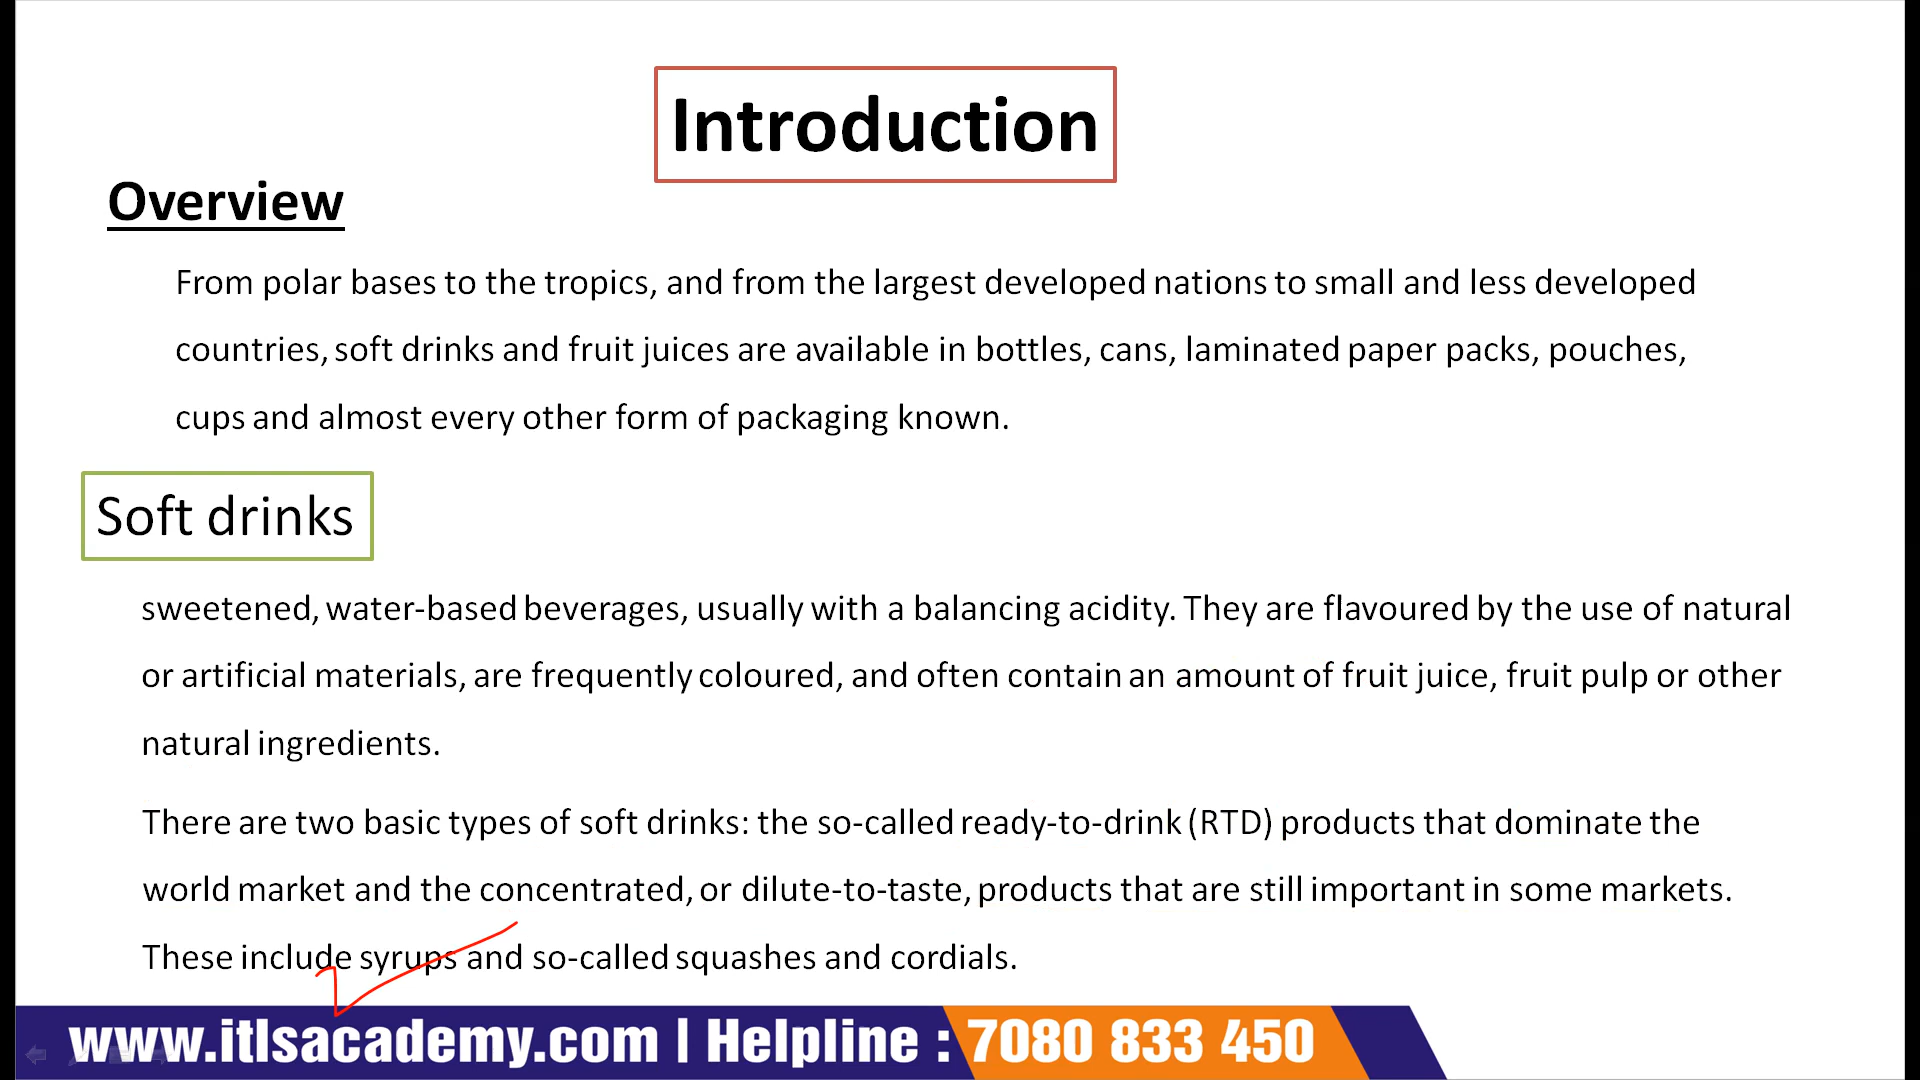 Introduction
Overview
From polar bases to the tropics, and from the largest developed nations to small and less developed
countries, soft drinks and fruit juices are available in bottles, cans, laminated paper packs, pouches,
cups and almost every other form of packaging known.
Soft drinks
sweetened, water-based beverages, usually with a balancing acidity. They are flavoured by the use of natural
or artificial materials, are frequently coloured, and often contain an amount of fruit juice, fruit pulp or other
natural ingredients.
There are two basic types of soft drinks: the so-called ready-to-drink (RTD) products that dominate the
world market and the concentrated, or dilute-to-taste, products that are still important in some markets.
These include syrups and so-called squashes and cordials.
www.itlsacademy.com | Helpline : 7080 833 450